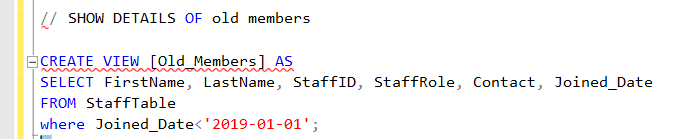 // SHOW DETAILS OF old members
CREATE VIEW [Old_Members] AS
SELECT FirstName, LastName, StaffID, StaffRole, Contact, Joined_Date
FROM StaffTable
where Joined_Date<'2019-01-01';